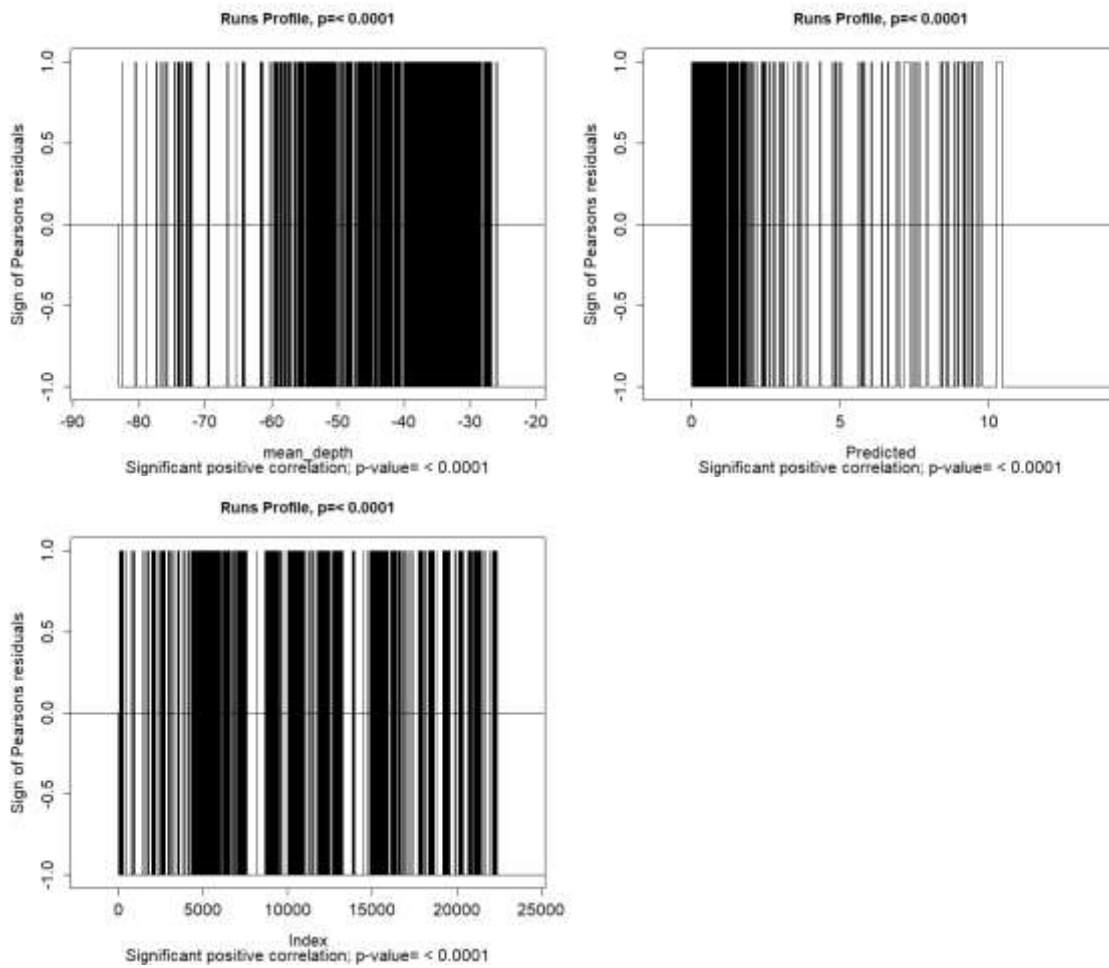 Runs Profile, p=< 0.0001
Sign of Pearsons residuals
1.0
0.5
0.0
-0.5
-1.0
-90 -80 -70 -60 -50 -40 -30 -20
mean_depth
Significant positive correlation; p-value= < 0.0001
Runs Profile, p=< 0.0001
Sign of Pearsons residuals
1.0
0.5
0.0
-0.5
-1.0
0 5 10
Predicted
Significant positive correlation; p-value= < 0.0001
Runs Profile, p=< 0.0001
Sign of Pearsons residuals
1.0
0.5
0.0
-0.5
-1.0
0 5000 10000 15000 20000 25000
Index
Significant positive correlation; p-value= < 0.0001